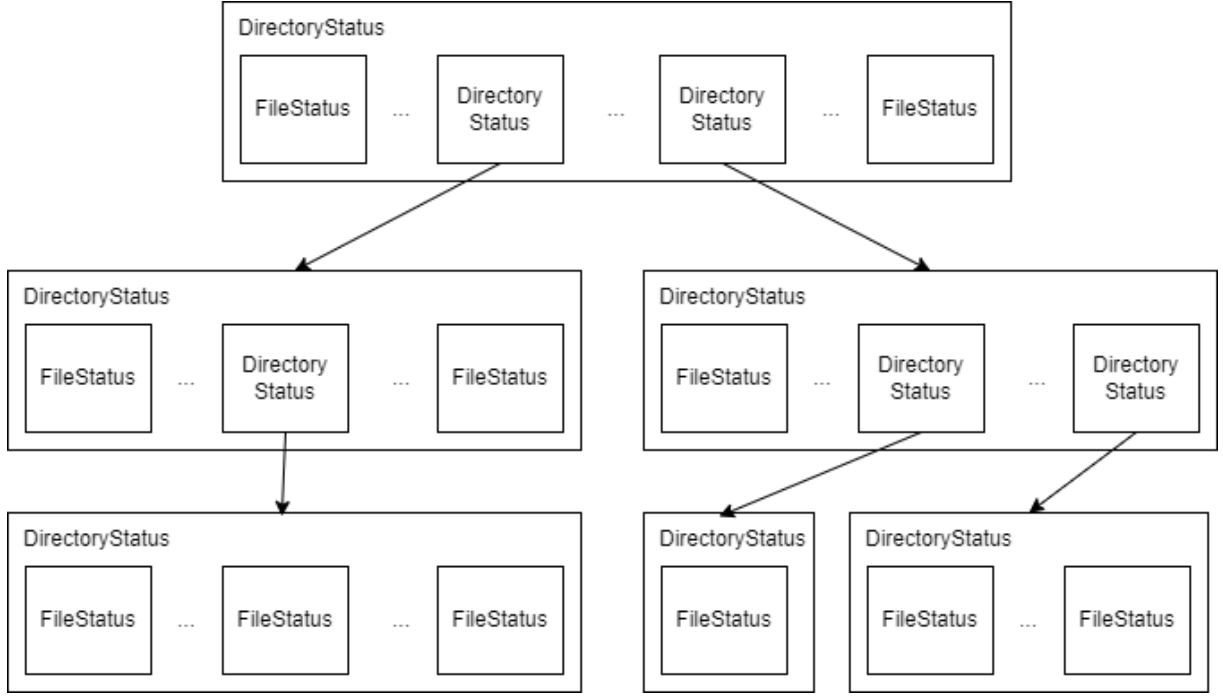 DirectoryStatus
FileStatus ... Directory ... Directory ... FileStatus
Status Status
DirectoryStatus
FileStatus ... Directory ... FileStatus
Status
DirectoryStatus
FileStatus ... Directory ... Directory
Status Status
DirectoryStatus
FileStatus ... FileStatus ... FileStatus
DirectoryStatus
FileStatus
DirectoryStatus
FileStatus ... FileStatus